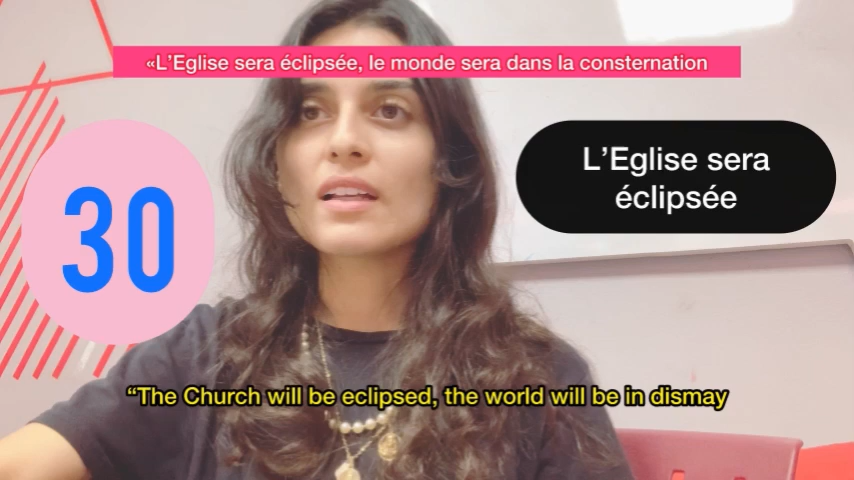 «L’Eglise sera éclipsée, le monde sera dans la consternation
L’Eglise sera
éclipsée
30
“The Church will be eclipsed, the world will be in dismay